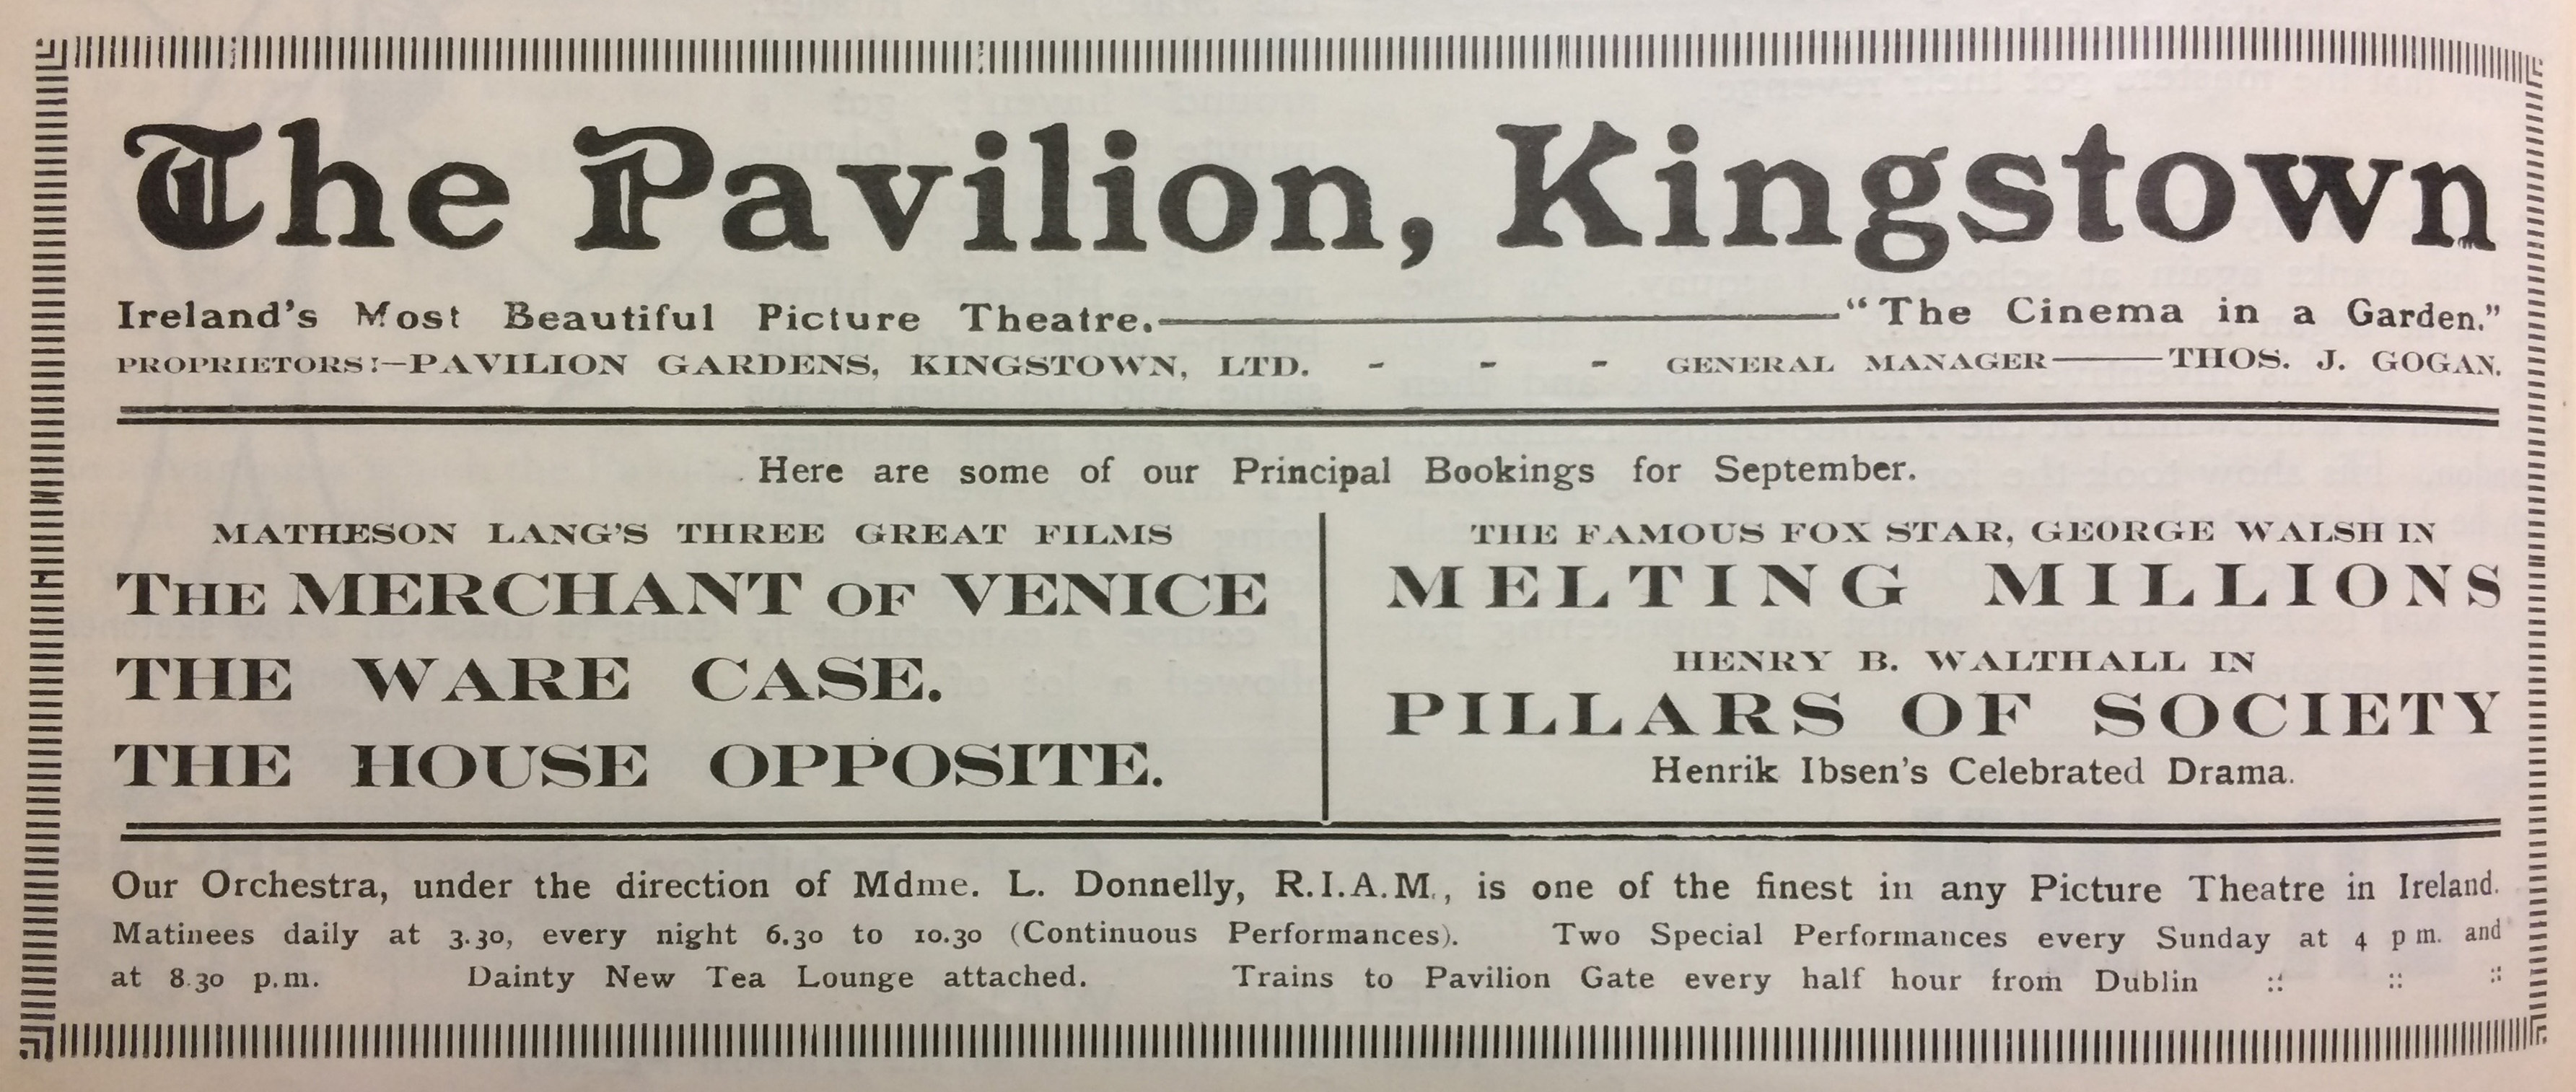 The Pavilion, Kingstown
Ireland's Most Beautiful Picture Theatre.——"The Cinema in a Garden."
PROPRIETORS:—PAVILION GARDENS, KINGSTOWN, LTD. - - - GENERAL MANAGER——THOS. J. GOGAN.
Here are some of our Principal Bookings for September.
MATHESON LANG'S THREE GREAT FILMS
THE MERCHANT OF VENICE
THE WARE CASE.
THE HOUSE OPPOSITE.
THE FAMOUS FOX STAR, GEORGE WALSH IN
MELTING MILLIONS
HENRY B. WALTHALL IN
PILLARS OF SOCIETY
Henrik Ibsen's Celebrated Drama.
Our Orchestra, under the direction of Mdme. L. Donnelly, R.I.A.M., is one of the finest in any Picture Theatre in Ireland.
Matinees daily at 3.30, every night 6.30 to 10.30 (Continuous Performances). Two Special Performances every Sunday at 4 p m. and
at 8.30 p.m. Dainty New Tea Lounge attached. Trains to Pavilion Gate every half hour from Dublin :: :: ::